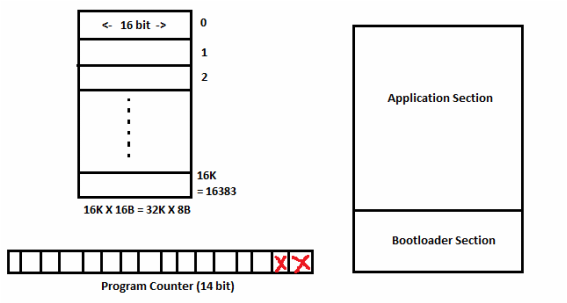 <- 16 bit ->
0
1
2
16K
= 16383
16K X 16B = 32K X 8B
Application Section
Bootloader Section
X X
Program Counter (14 bit)